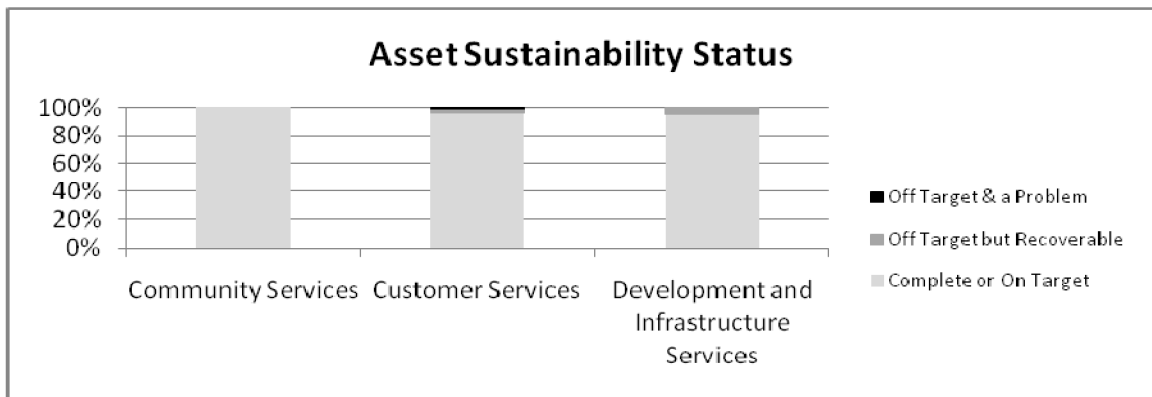 Asset Sustainability Status
100%
80%
60%
40%
20%
0%
Community Services
Customer Services
Development and
Infrastructure
Services
Off Target & a Problem
Off Target but Recoverable
Complete or On Target